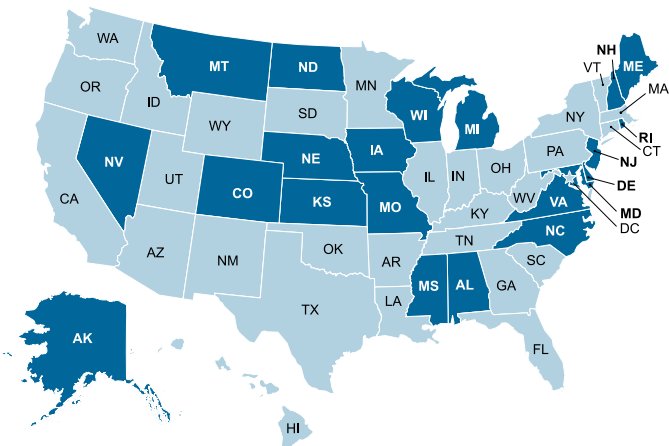 WA
MT
ND
MN
NH
VT
ME
OR
ID
SD
WI
MI
NY
MA
WY
RI
CT
NV
NE
IA
PA
NJ
UT
CO
IL
IN
OH
DE
CA
KS
MO
WV
VA
MD
DC
KY
NC
AZ
NM
OK
AR
TN
SC
TX
LA
MS
AL
GA
AK
FL
HI